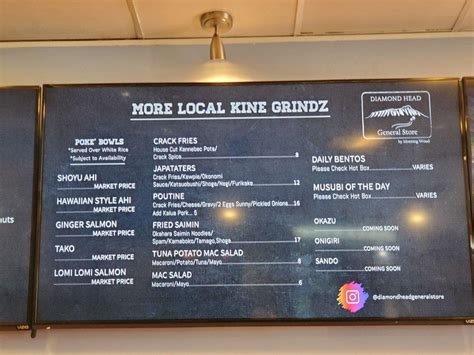 MORE LOCAL KINE GRINDZ
DIAMOND HEAD
General Store
POKE' BOWLS
*Served Over White Rice
*Subject to Availability
SHOYU AHI
MARKET PRICE
HAWAIIAN STYLE AHI
MARKET PRICE
GINGER SALMON
MARKET PRICE
TAKO
MARKET PRICE
LOMI LOMI SALMON
MARKET PRICE
CRACK FRIES
House Cut Kennebec Pots/
Crack Spice 8
JAPATATERS
Crack Fries/Kewpie/Okonomi
Sauce/Katsuobushi/Shoga/Negi/Furikake 12
POUTINE
Crack Fries/Cheese/Gravy/2 Eggs Sunny/Pickled Onions 16
Add Kalua Pork... 5
FRIED SAIMIN
Okahara Saimin Noodles/
Spam/Kamaboko/Tamago,Shoga 17
TUNA POTATO MAC SALAD
Macaroni/Potato/Tuna/Mayo 8
MAC SALAD
Macaroni/Mayo 6
DAILY BENTOS
Please Check Hot Box VARIES
MUSUBI OF THE DAY
Please Check Hot Box VARIES
OKAZU
COMING SOON
ONIGIRI
COMING SOON
SANDO
COMING SOON
@diamondheadgeneralstore